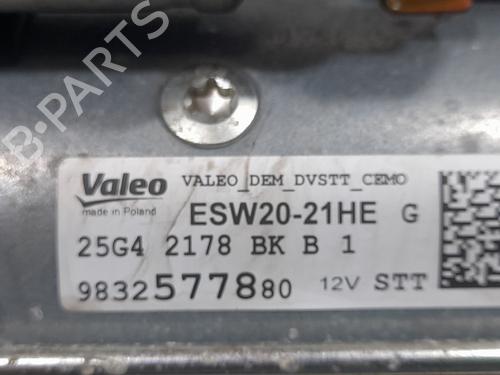 B-PARTS
Valeo VALEO_DEM_DVSTT_CEMO
made in Poland
ESW20-21HE G
25G4 2178 BK B 1
9832577880 12V STT